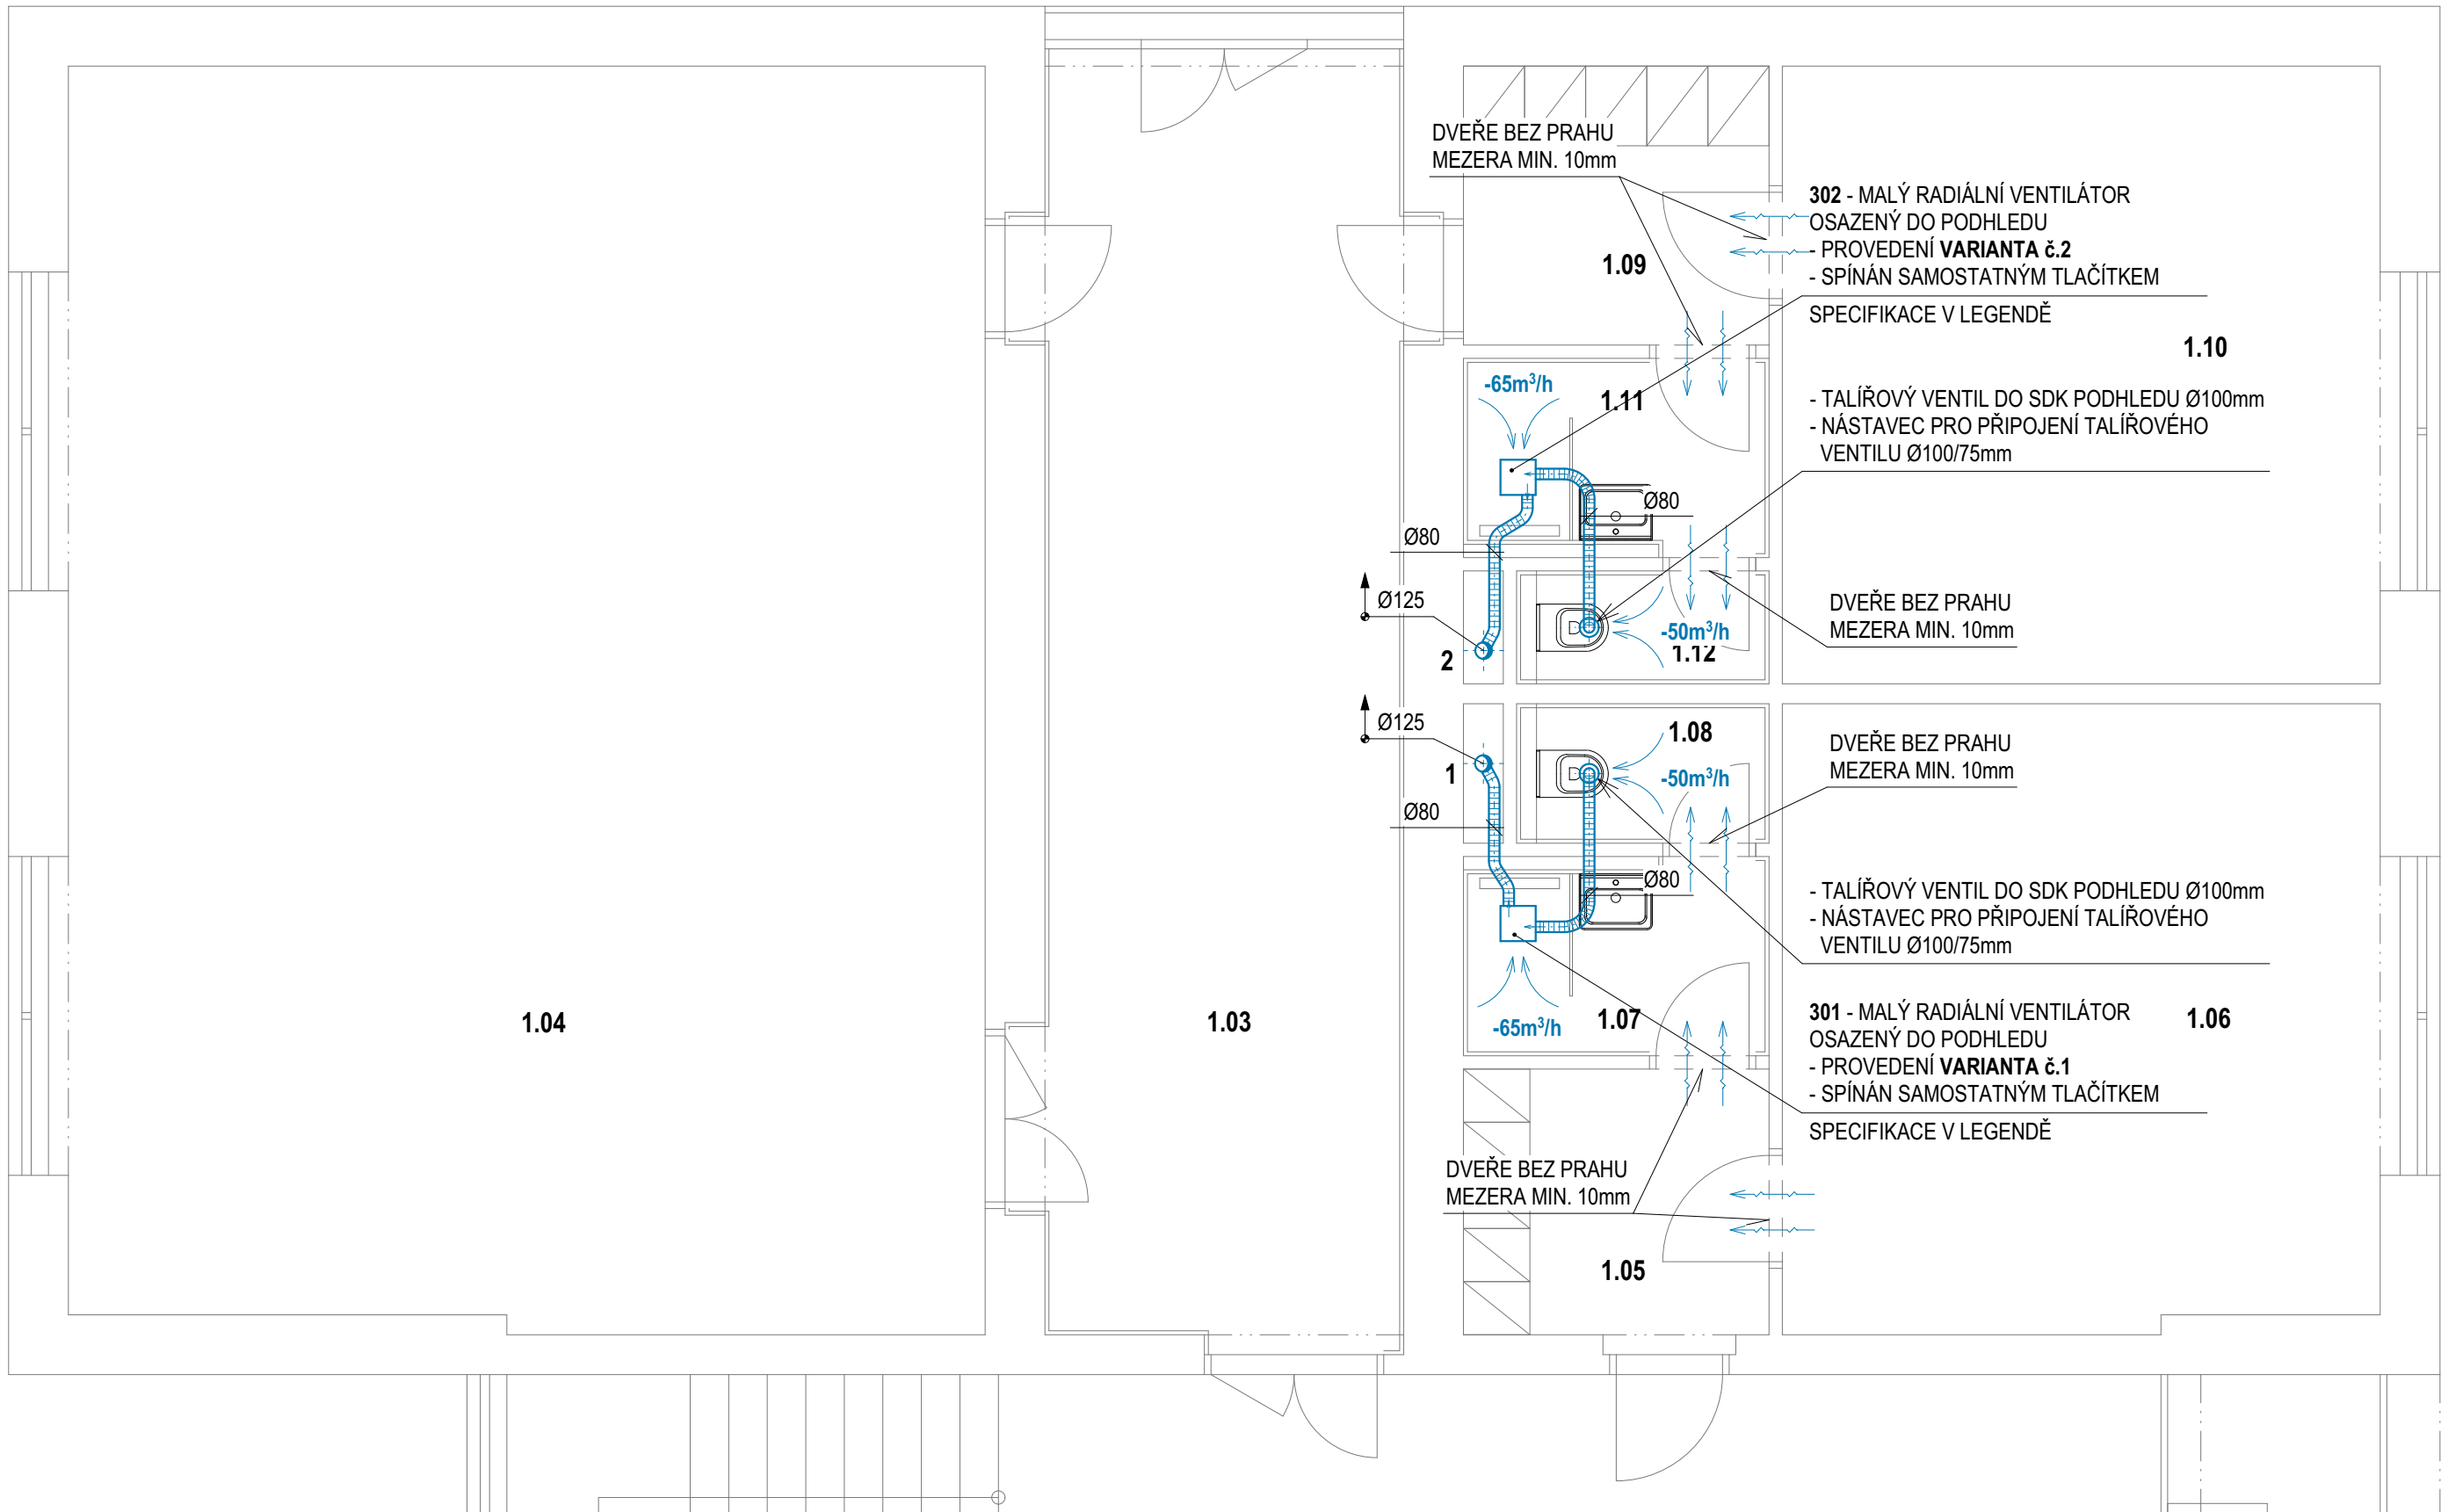 DVEŘE BEZ PRAHU
MEZERA MIN. 10mm
302 - MALÝ RADIÁLNÍ VENTILÁTOR
OSAZENÝ DO PODHLEDU
- PROVEDENÍ VARIANTA č.2
- SPÍNÁN SAMOSTATNÝM TLAČÍTKEM
SPECIFIKACE V LEGENDĚ
1.09
1.10
-65m³/h
1.11
- TALÍŘOVÝ VENTIL DO SDK PODHLEDU Ø100mm
- NÁSTAVEC PRO PŘIPOJENÍ TALÍŘOVÉHO
VENTILU Ø100/75mm
Ø80
Ø80
Ø125
DVEŘE BEZ PRAHU
MEZERA MIN. 10mm
-50m³/h
1.12
2
Ø125
1.08
DVEŘE BEZ PRAHU
MEZERA MIN. 10mm
1
-50m³/h
Ø80
Ø80
- TALÍŘOVÝ VENTIL DO SDK PODHLEDU Ø100mm
- NÁSTAVEC PRO PŘIPOJENÍ TALÍŘOVÉHO
VENTILU Ø100/75mm
1.04
1.03
-65m³/h
1.07
301 - MALÝ RADIÁLNÍ VENTILÁTOR
OSAZENÝ DO PODHLEDU
- PROVEDENÍ VARIANTA č.1
- SPÍNÁN SAMOSTATNÝM TLAČÍTKEM
SPECIFIKACE V LEGENDĚ
1.06
DVEŘE BEZ PRAHU
MEZERA MIN. 10mm
1.05